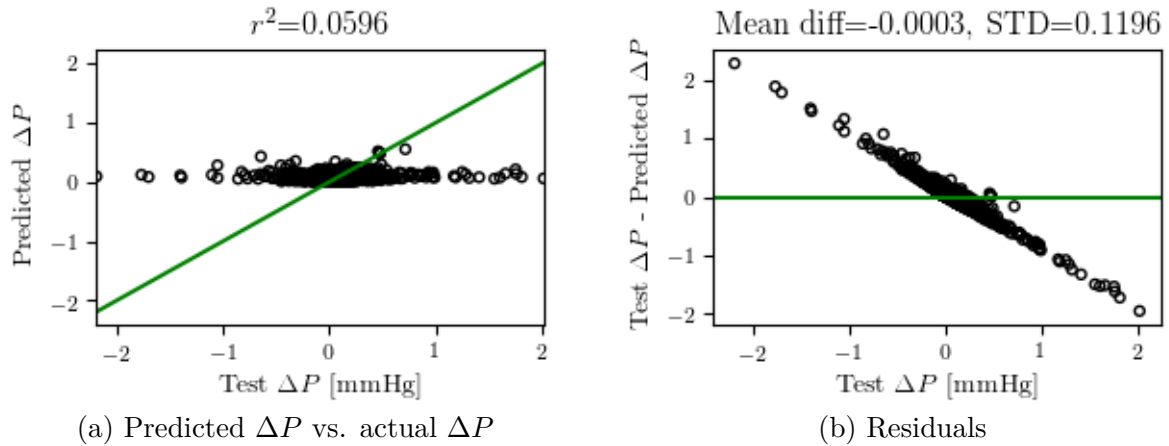 r²=0.0596
2
1
0
−1
−2
Predicted ΔP
−2
−1
0
1
2
Test ΔP [mmHg]
(a) Predicted ΔP vs. actual ΔP
Mean diff=-0.0003, STD=0.1196
2
1
0
−1
−2
Test ΔP - Predicted ΔP
−2
−1
0
1
2
Test ΔP [mmHg]
(b) Residuals